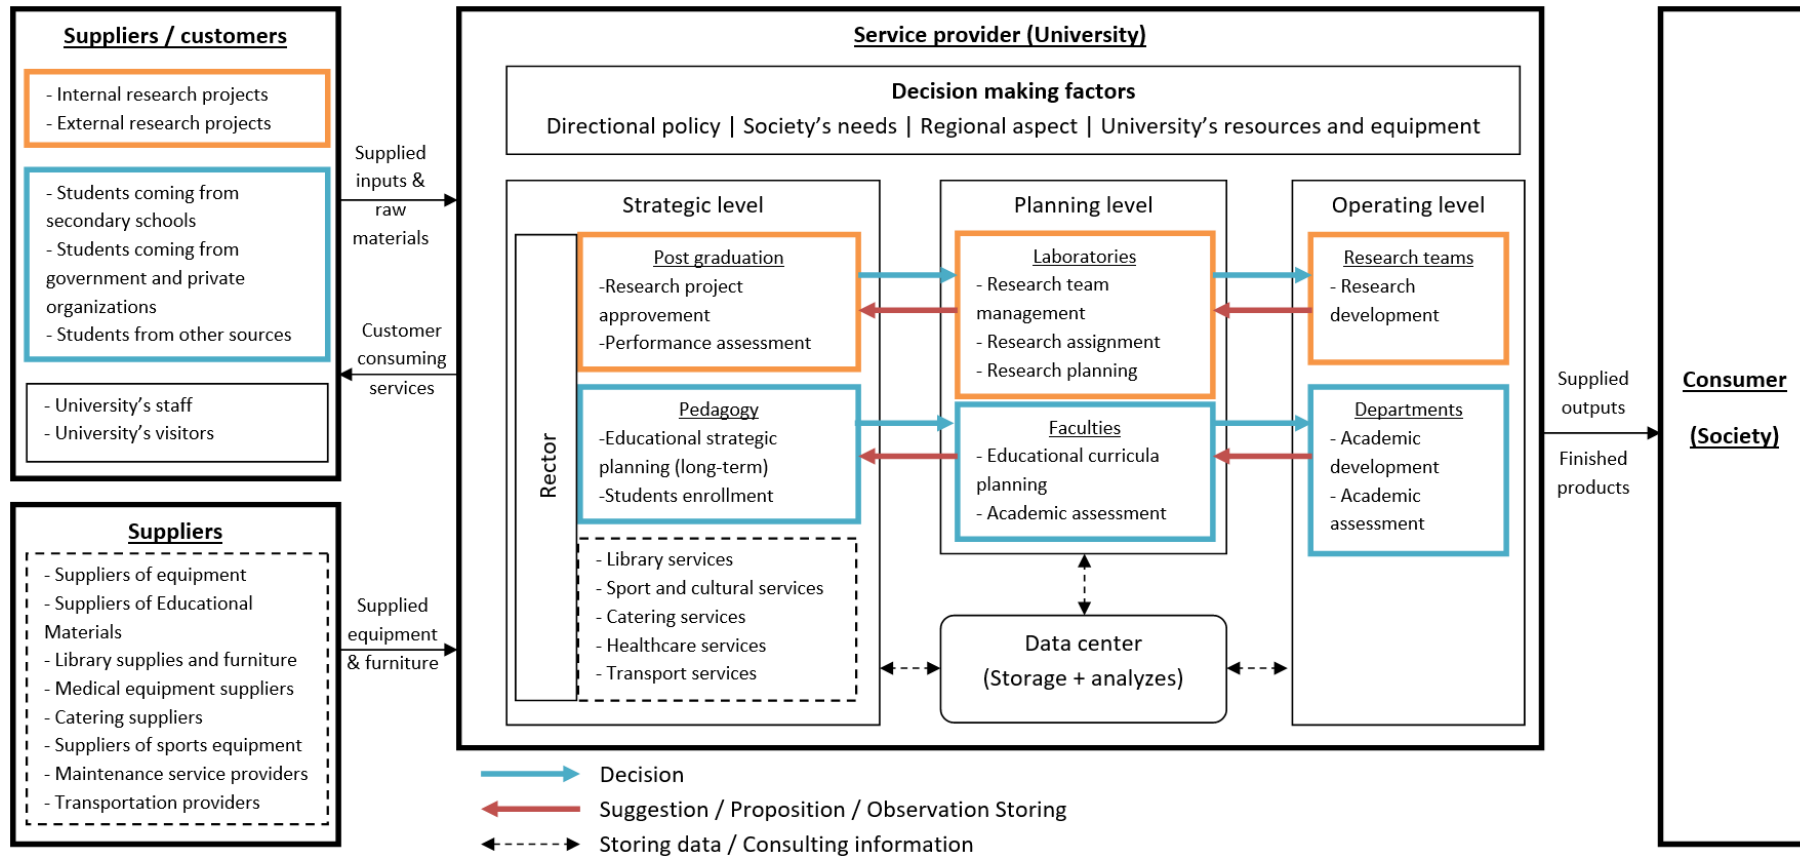 Suppliers / customers
- Internal research projects
- External research projects
- Students coming from
secondary schools
- Students coming from
government and private
organizations
- Students from other sources
- University's staff
- University's visitors
Suppliers
- Suppliers of equipment
- Suppliers of Educational
Materials
- Library supplies and furniture
- Medical equipment suppliers
- Catering suppliers
- Suppliers of sports equipment
- Maintenance service providers
- Transportation providers
Supplied
inputs &
raw
materials
Customer
consuming
services
Supplied
equipment
& furniture
Service provider (University)
Decision making factors
Directional policy | Society's needs | Regional aspect | University's resources and equipment
Strategic level
Rector
Post graduation
-Research project
approvement
-Performance assessment
Pedagogy
-Educational strategic
planning (long-term)
-Students enrollment
- Library services
- Sport and cultural services
- Catering services
- Healthcare services
- Transport services
Planning level
Laboratories
- Research team
management
- Research assignment
- Research planning
Faculties
- Educational curricula
planning
- Academic assessment
Data center
(Storage + analyzes)
Operating level
Research teams
- Research
development
Departments
- Academic
development
- Academic
assessment
Supplied
outputs
Finished
products
Consumer
(Society)
Decision
Suggestion / Proposition / Observation Storing
Storing data / Consulting information